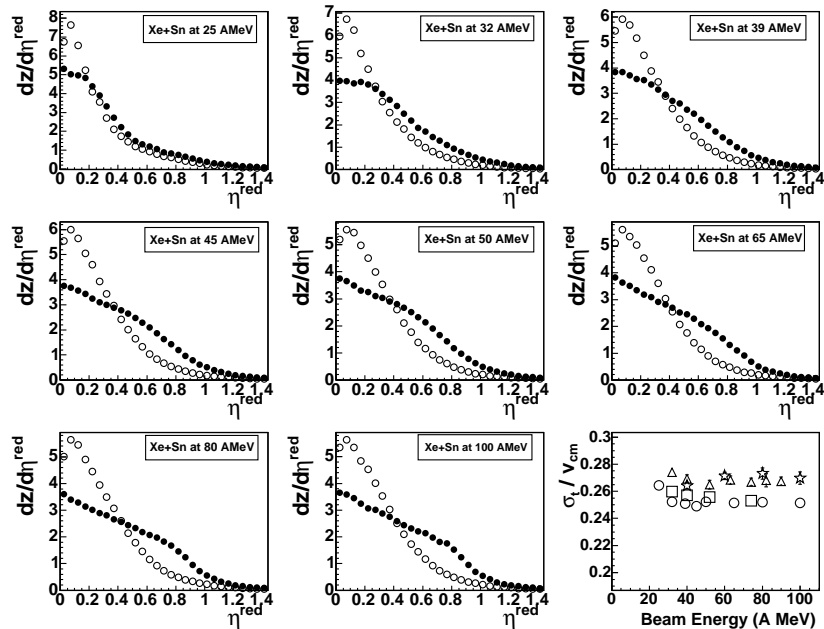 dz/dη^red
8
7
6
5
4
3
2
1
0
Xe+Sn at 25 AMeV
0 0.2 0.4 0.6 0.8 1 1.2 1.4
η^red
dz/dη^red
7
6
5
4
3
2
1
0
Xe+Sn at 32 AMeV
0 0.2 0.4 0.6 0.8 1 1.2 1.4
η^red
dz/dη^red
6
5
4
3
2
1
0
Xe+Sn at 39 AMeV
0 0.2 0.4 0.6 0.8 1 1.2 1.4
η^red
dz/dη^red
6
5
4
3
2
1
0
Xe+Sn at 45 AMeV
0 0.2 0.4 0.6 0.8 1 1.2 1.4
η^red
dz/dη^red
5
4
3
2
1
0
Xe+Sn at 50 AMeV
0 0.2 0.4 0.6 0.8 1 1.2 1.4
η^red
dz/dη^red
5
4
3
2
1
0
Xe+Sn at 65 AMeV
0 0.2 0.4 0.6 0.8 1 1.2 1.4
η^red
dz/dη^red
5
4
3
2
1
0
Xe+Sn at 80 AMeV
0 0.2 0.4 0.6 0.8 1 1.2 1.4
η^red
dz/dη^red
5
4
3
2
1
0
Xe+Sn at 100 AMeV
0 0.2 0.4 0.6 0.8 1 1.2 1.4
η^red
σ_t / v_cm
0.3
0.28
0.26
0.24
0.22
0.2
0 20 40 60 80 100
Beam Energy (A MeV)